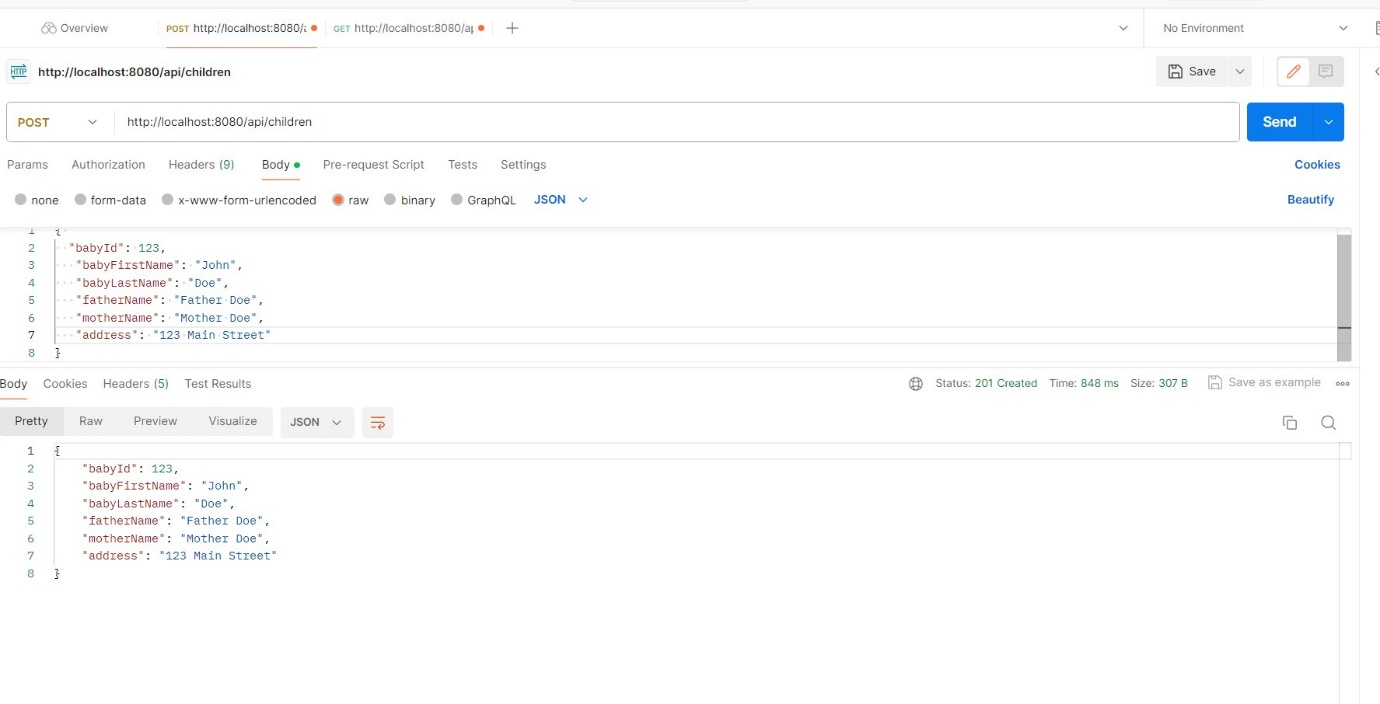 Overview POST http://localhost:8080/a GET http://localhost:8080/ap No Environment
HTTP http://localhost:8080/api/children Save
POST http://localhost:8080/api/children Send
Params Authorization Headers (9) Body Pre-request Script Tests Settings Cookies
none form-data x-www-form-urlencoded raw binary GraphQL JSON Beautify
1 {
2 "babyId": 123,
3 "babyFirstName": "John",
4 "babyLastName": "Doe",
5 "fatherName": "Father Doe",
6 "motherName": "Mother Doe",
7 "address": "123 Main Street"
8 }
Body Cookies Headers (5) Test Results Status: 201 Created Time: 848 ms Size: 307 B Save as example
Pretty Raw Preview Visualize JSON
1 {
2 "babyId": 123,
3 "babyFirstName": "John",
4 "babyLastName": "Doe",
5 "fatherName": "Father Doe",
6 "motherName": "Mother Doe",
7 "address": "123 Main Street"
8 }